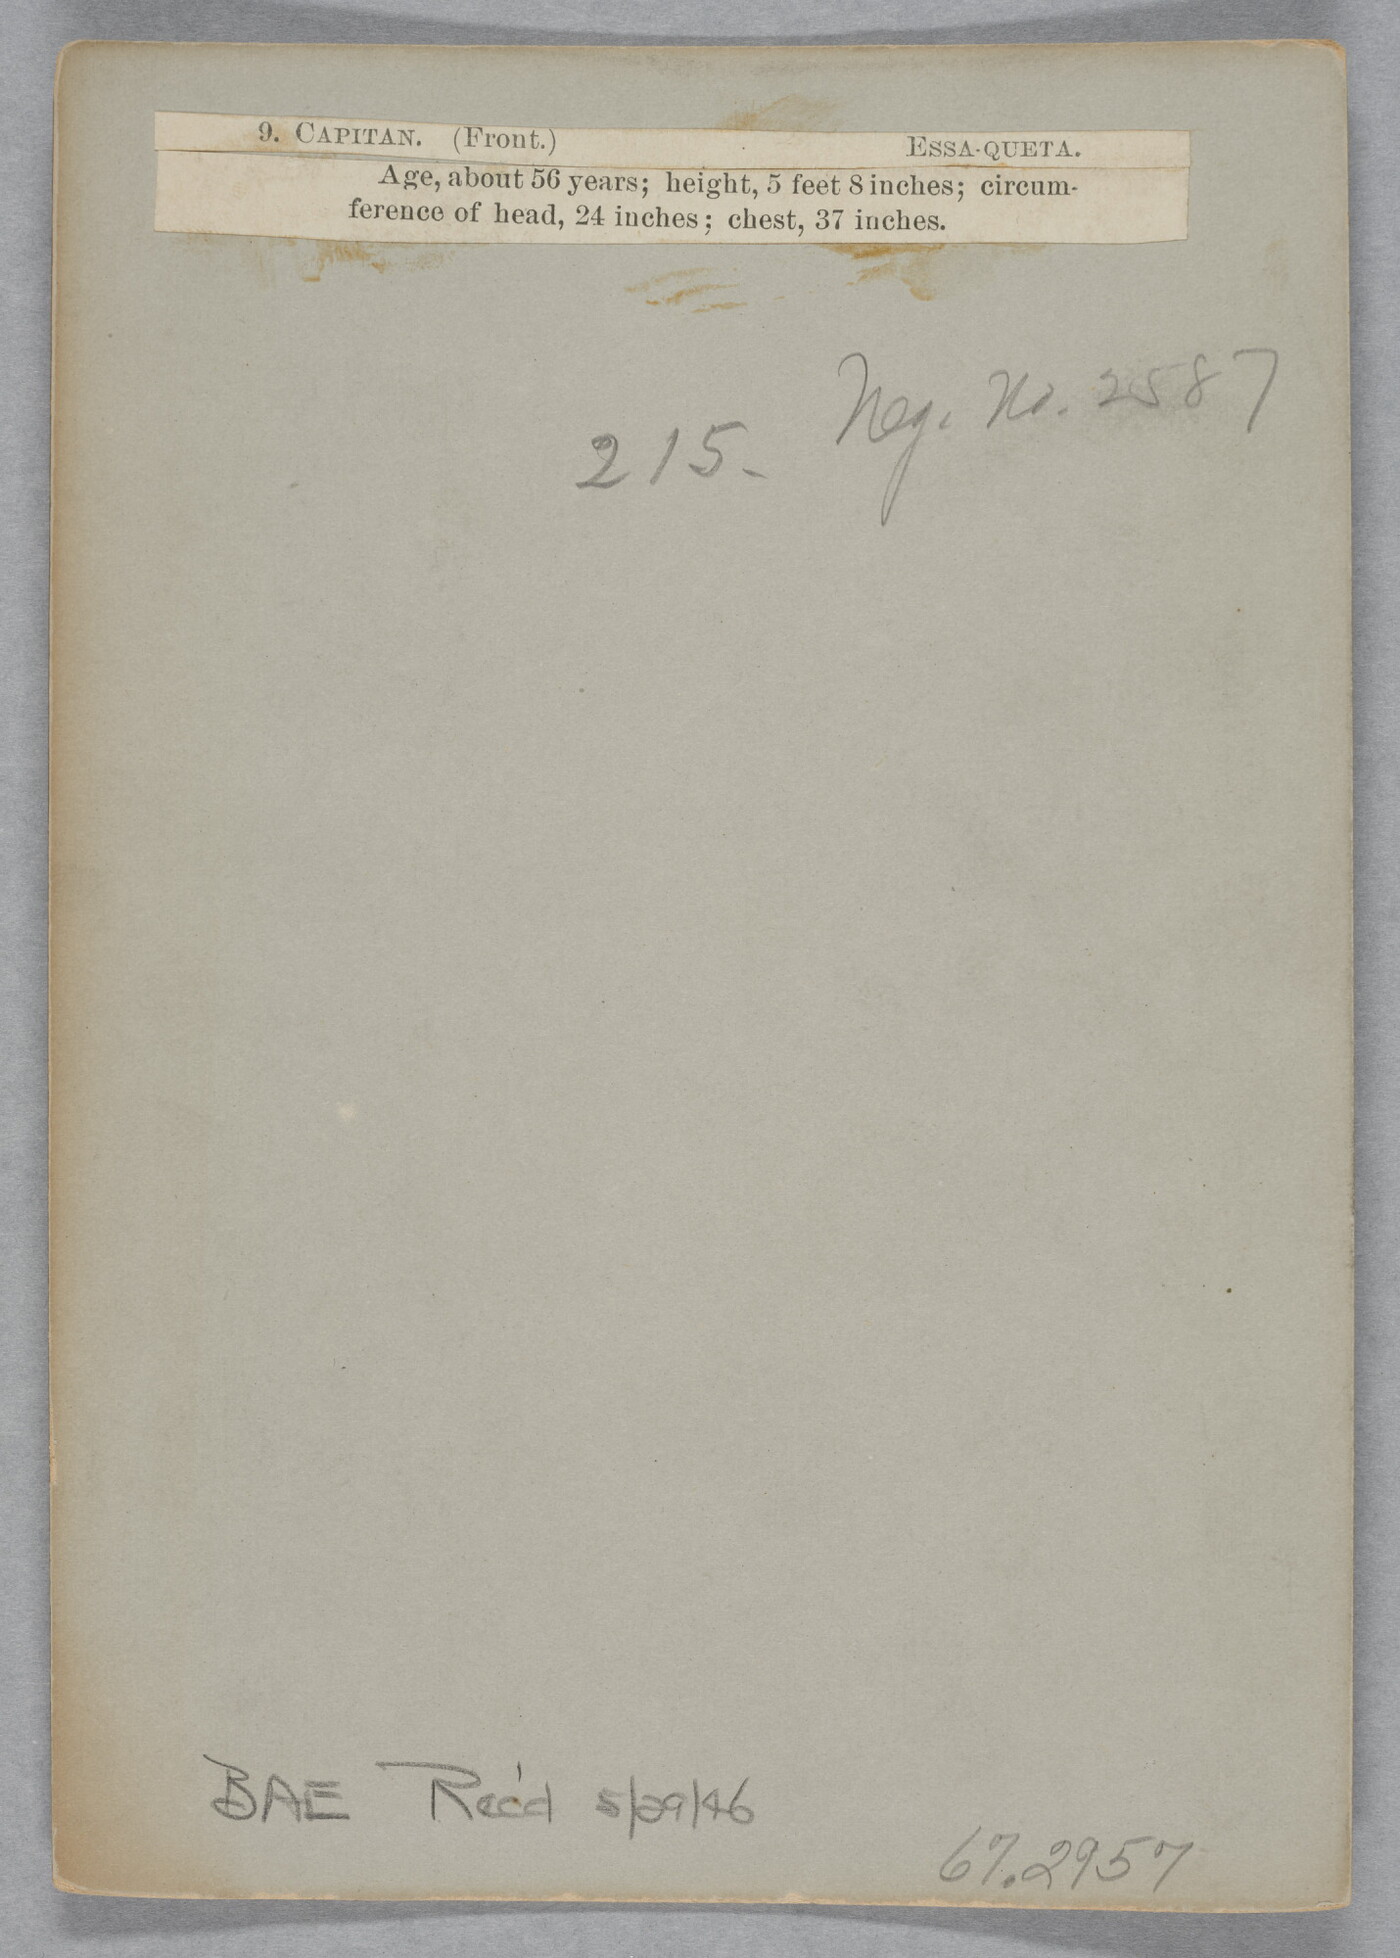 9. CAPITAN. (Front.) ESSA-QUETA.
Age, about 56 years; height, 5 feet 8 inches; circum-
ference of head, 24 inches; chest, 37 inches.
Neg. No. 2587
215-
BAE Rec'd 5/29/46
67.2957